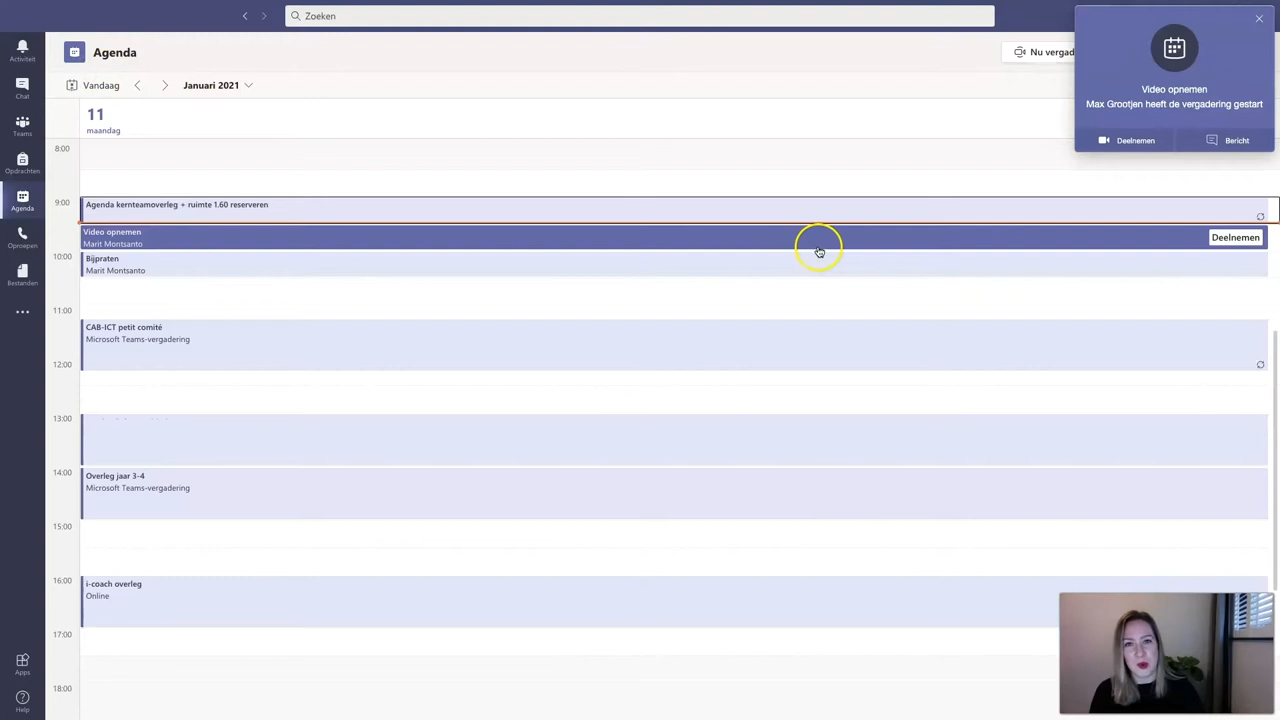 Zoeken
Activiteit
Chat
Teams
Opdrachten
Agenda
Oproepen
Bestanden
Apps
Help
Agenda
Nu vergad
Vandaag
Januari 2021
11
maandag
8:00
9:00
10:00
11:00
12:00
13:00
14:00
15:00
16:00
17:00
18:00
Agenda kernteamoverleg + ruimte 1.60 reserveren
Video opnemen
Marit Montsanto
Deelnemen
Bijpraten
Marit Montsanto
CAB-ICT petit comité
Microsoft Teams-vergadering
Overleg jaar 3-4
Microsoft Teams-vergadering
i-coach overleg
Online
Video opnemen
Max Grootjen heeft de vergadering gestart
Deelnemen
Bericht